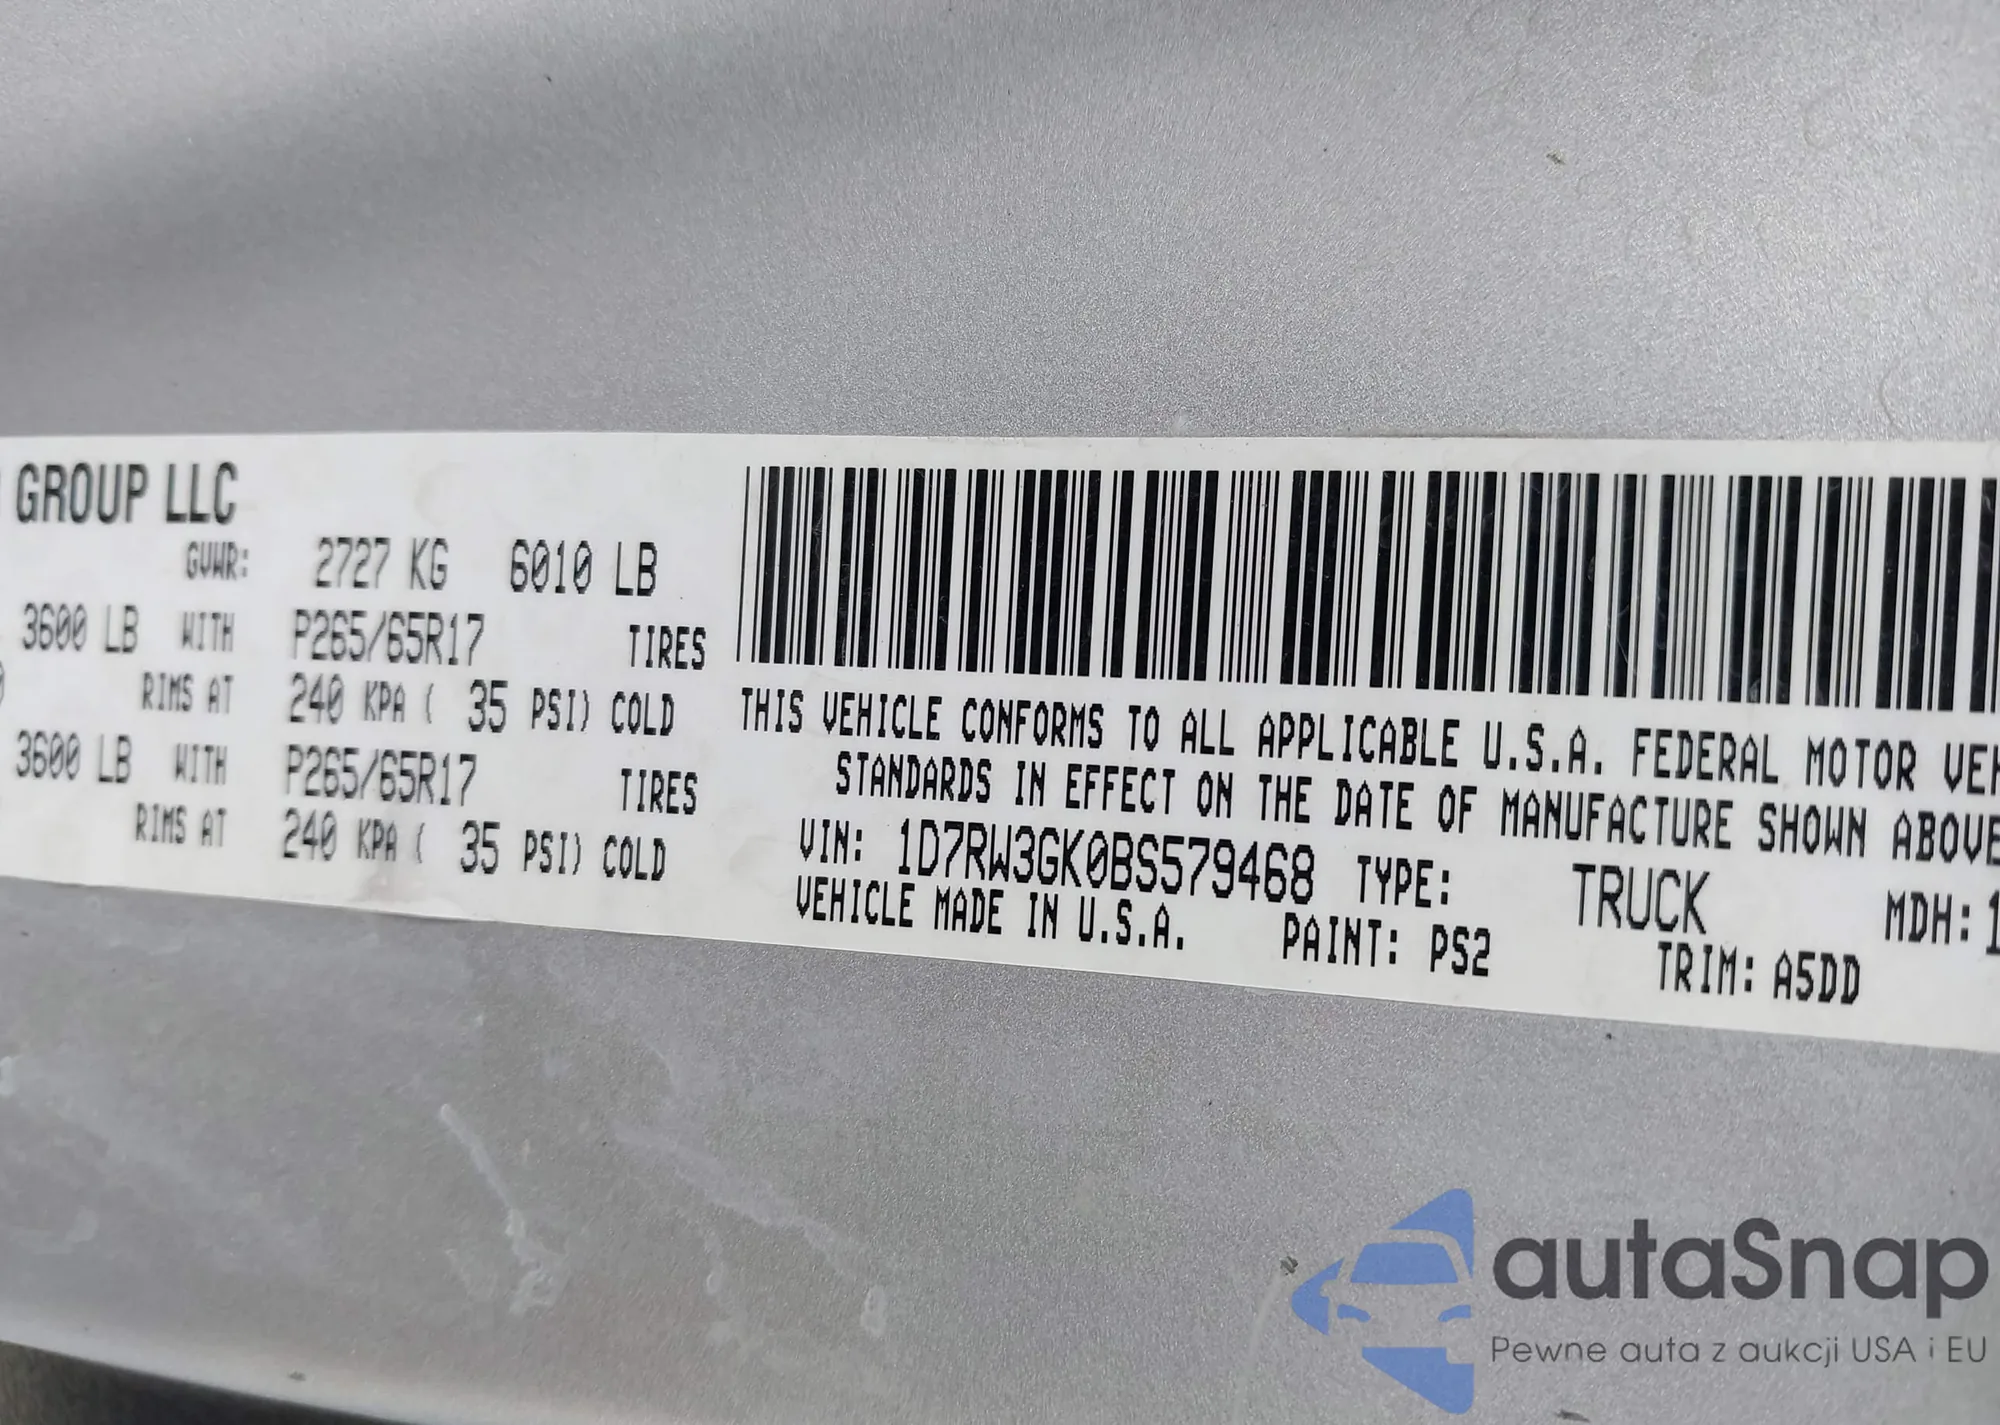 GROUP LLC
GVWR: 2727 KG 6010 LB
3600 LB WITH P265/65R17 TIRES
RIMS AT 240 KPA ( 35 PSI) COLD
3600 LB WITH P265/65R17 TIRES
RIMS AT 240 KPA ( 35 PSI) COLD
THIS VEHICLE CONFORMS TO ALL APPLICABLE U.S.A. FEDERAL MOTOR VEH
STANDARDS IN EFFECT ON THE DATE OF MANUFACTURE SHOWN ABOVE
VIN: 1D7RW3GK0BS579468 TYPE: TRUCK MDH: 1
VEHICLE MADE IN U.S.A. PAINT: PS2 TRIM: A5DD
autaSnap
Pewne auta z aukcji USA i EU